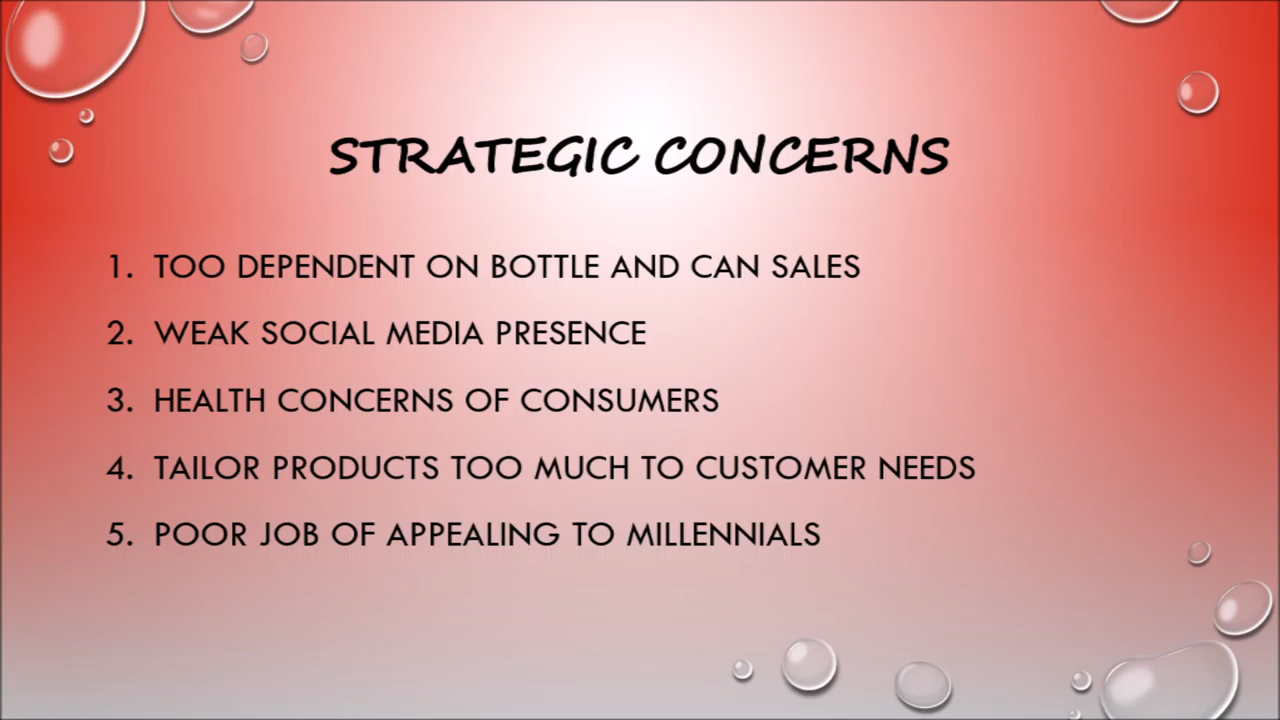 STRATEGIC CONCERNS
1. TOO DEPENDENT ON BOTTLE AND CAN SALES
2. WEAK SOCIAL MEDIA PRESENCE
3. HEALTH CONCERNS OF CONSUMERS
4. TAILOR PRODUCTS TOO MUCH TO CUSTOMER NEEDS
5. POOR JOB OF APPEALING TO MILLENNIALS